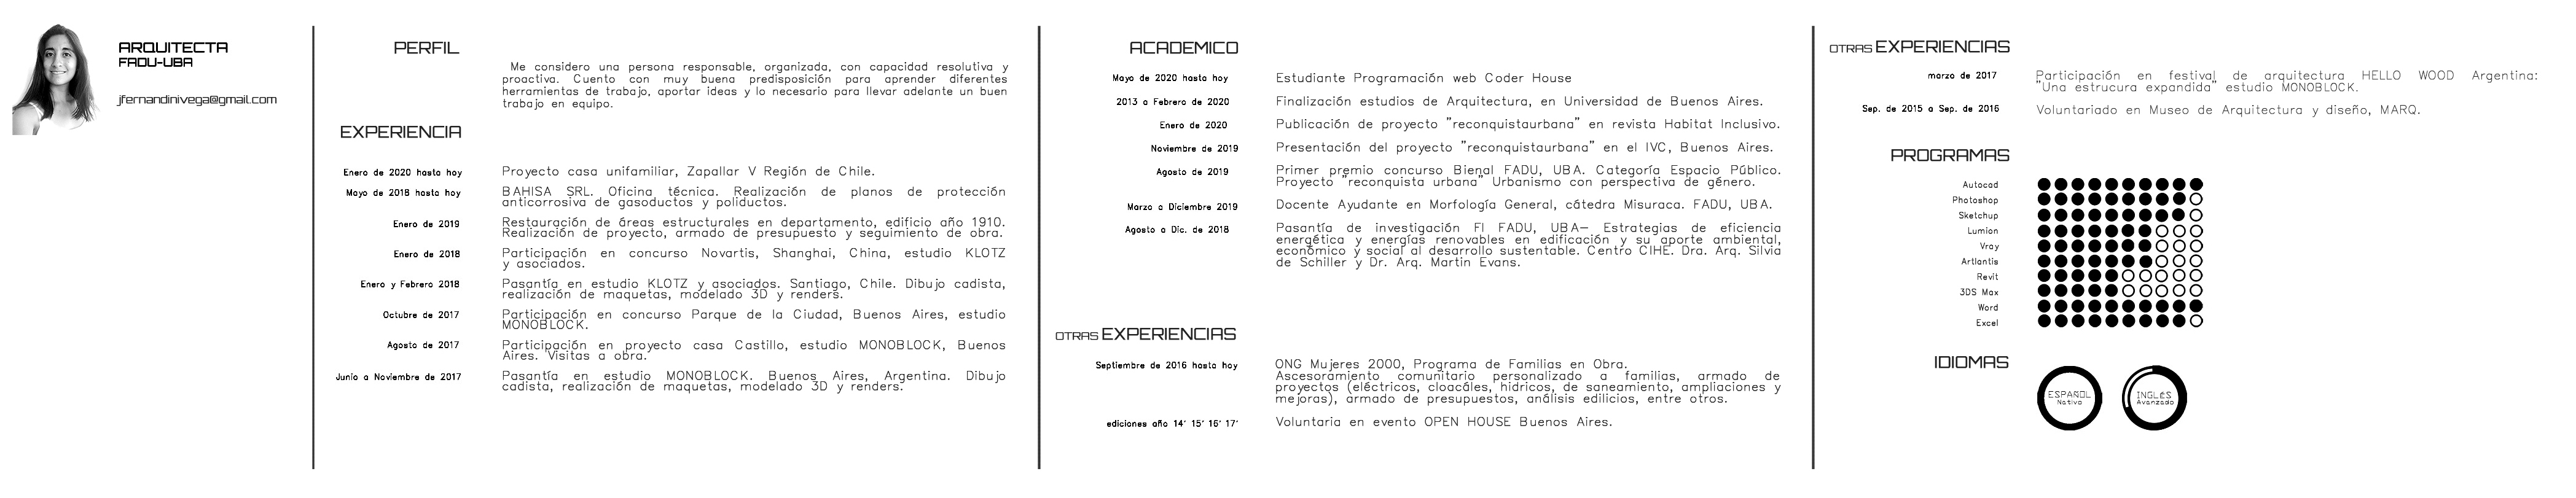 ARQUITECTA
FADU-UBA
jfernandinivega@gmail.com
PERFIL
Me considero una persona responsable, organizada, con capacidad resolutiva y
proactiva. Cuento con muy buena predisposición para aprender diferentes
herramientas de trabajo, aportar ideas y lo necesario para llevar adelante un buen
trabajo en equipo.
EXPERIENCIA
Enero de 2020 hasta hoy
Proyecto casa unifamiliar, Zapallar V Región de Chile.
Mayo de 2018 hasta hoy
BAHISA SRL. Oficina técnica. Realización de planos de protección
anticorrosiva de gasoductos y poliductos.
Enero de 2019
Restauración de áreas estructurales en departamento, edificio año 1910.
Realización de proyecto, armado de presupuesto y seguimiento de obra.
Enero de 2018
Participación en concurso Novartis, Shanghai, China, estudio KLOTZ
y asociados.
Enero y Febrero 2018
Pasantía en estudio KLOTZ y asociados. Santiago, Chile. Dibujo cadista,
realización de maquetas, modelado 3D y renders.
Octubre de 2017
Participación en concurso Parque de la Ciudad, Buenos Aires, estudio
MONOBLOCK.
Agosto de 2017
Participación en proyecto casa Castillo, estudio MONOBLOCK, Buenos
Aires. Visitas a obra.
Junio a Noviembre de 2017
Pasantía en estudio MONOBLOCK. Buenos Aires, Argentina. Dibujo
cadista, realización de maquetas, modelado 3D y renders.
ACADEMICO
Mayo de 2020 hasta hoy
Estudiante Programación web Coder House
2013 a Febrero de 2020
Finalización estudios de Arquitectura, en Universidad de Buenos Aires.
Enero de 2020
Publicación de proyecto "reconquistaurbana" en revista Habitat Inclusivo.
Noviembre de 2019
Presentación del proyecto "reconquistaurbana" en el IVC, Buenos Aires.
Agosto de 2019
Primer premio concurso Bienal FADU, UBA. Categoría Espacio Público.
Proyecto "reconquista urbana" Urbanismo con perspectiva de género.
Marzo a Diciembre 2019
Docente Ayudante en Morfología General, cátedra Misuraca. FADU, UBA.
Agosto a Dic. de 2018
Pasantía de investigación FI FADU, UBA– Estrategias de eficiencia
energética y energías renovables en edificación y su aporte ambiental,
económico y social al desarrollo sustentable. Centro CIHE. Dra. Arq. Silvia
de Schiller y Dr. Arq. Martin Evans.
OTRAS EXPERIENCIAS
Septiembre de 2016 hasta hoy
ONG Mujeres 2000, Programa de Familias en Obra.
Ascesoramiento comunitario personalizado a familias, armado de
proyectos (eléctricos, cloacáles, hidricos, de saneamiento, ampliaciones y
mejoras), armado de presupuestos, análisis edilicios, entre otros.
ediciones año 14' 15' 16' 17'
Voluntaria en evento OPEN HOUSE Buenos Aires.
OTRAS EXPERIENCIAS
marzo de 2017
Participación en festival de arquitectura HELLO WOOD Argentina:
"Una estrucura expandida" estudio MONOBLOCK.
Sep. de 2015 a Sep. de 2016
Voluntariado en Museo de Arquitectura y diseño, MARQ.
PROGRAMAS
Autocad
Photoshop
Sketchup
Lumion
Vray
Artlantis
Revit
3DS Max
Word
Excel
IDIOMAS
ESPAÑOL
Nativo
INGLÉS
Avanzado